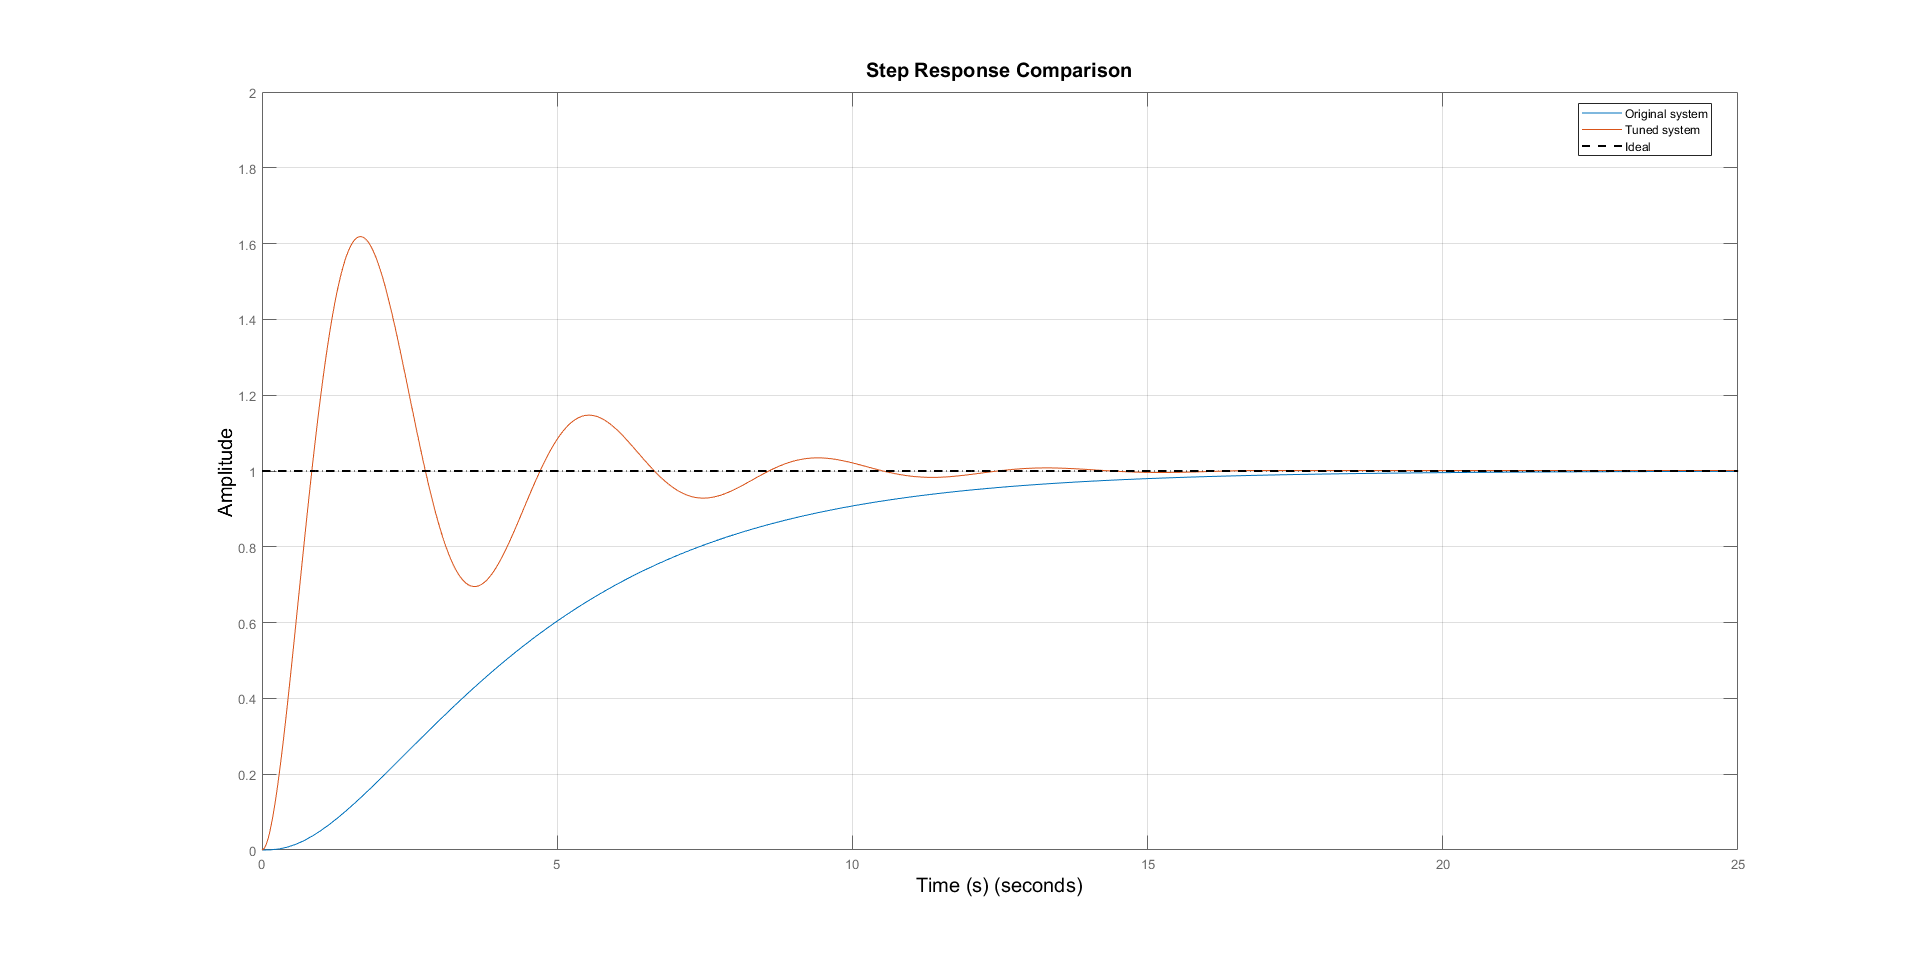 Step Response Comparison
2
1.8
1.6
1.4
1.2
1
0.8
0.6
0.4
0.2
0
Amplitude
Original system
Tuned system
Ideal
0
5
10
15
20
25
Time (s) (seconds)